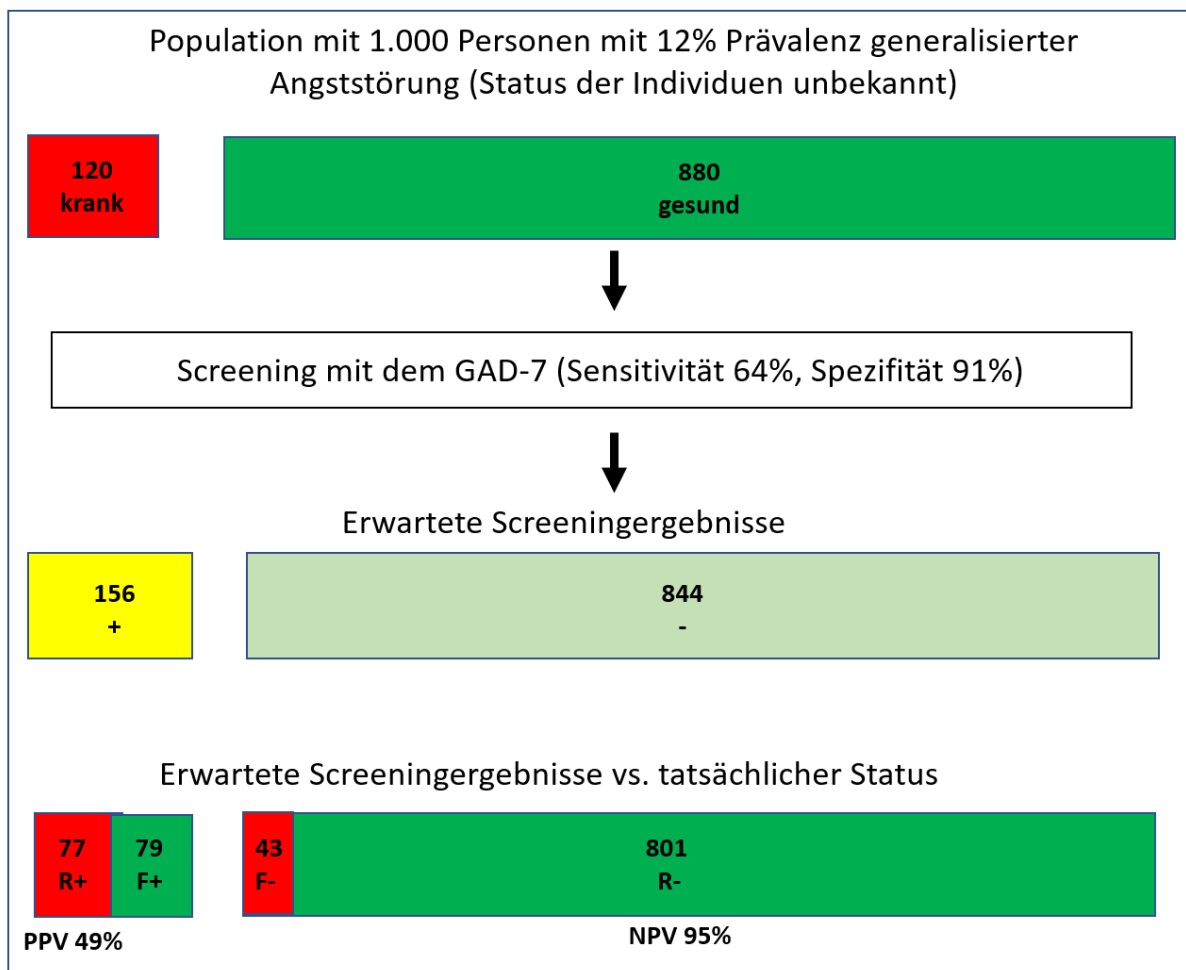 Population mit 1.000 Personen mit 12% Prävalenz generalisierter
Angststörung (Status der Individuen unbekannt)
120
krank
880
gesund
Screening mit dem GAD-7 (Sensitivität 64%, Spezifität 91%)
Erwartete Screeningergebnisse
156
+
844
-
Erwartete Screeningergebnisse vs. tatsächlicher Status
77
R+
79
F+
43
F-
801
R-
PPV 49%
NPV 95%